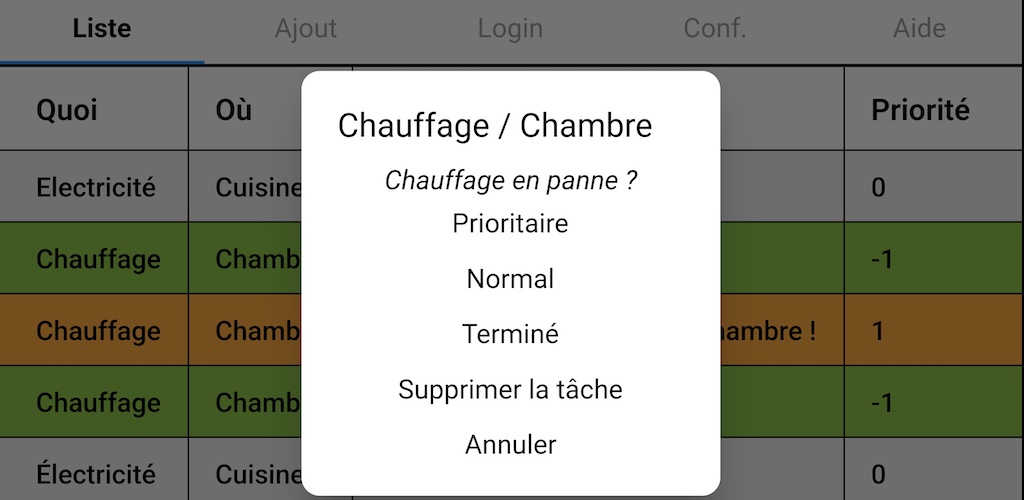 Liste Ajout Login Conf. Aide
Quoi Où Priorité
Chauffage / Chambre
Chauffage en panne ?
Prioritaire
Normal
Terminé
Supprimer la tâche
Annuler
Electricité Cuisine 0
Chauffage Chamb -1
Chauffage Chamb hambre ! 1
Chauffage Chamb -1
Électricité Cuisine 0